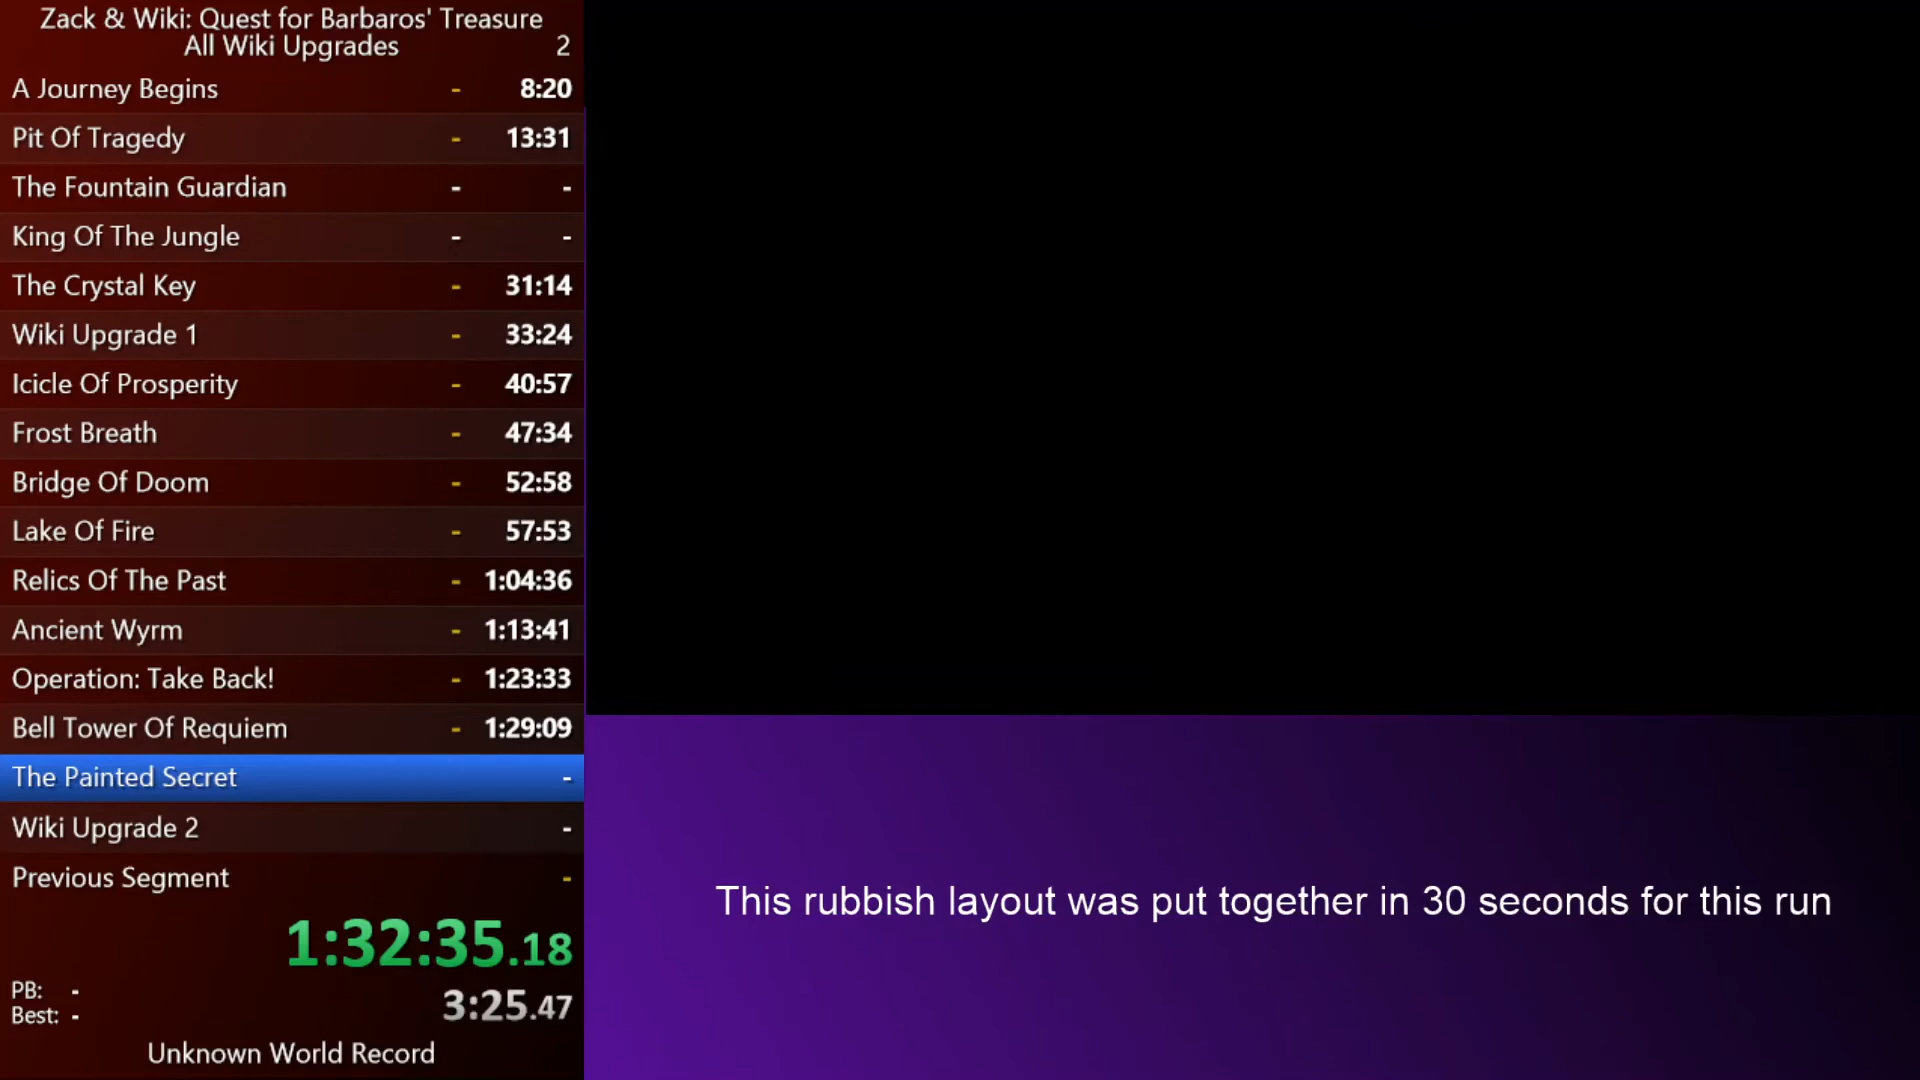 Zack & Wiki: Quest for Barbaros' Treasure
All Wiki Upgrades 2
A Journey Begins - 8:20
Pit Of Tragedy - 13:31
The Fountain Guardian - -
King Of The Jungle - -
The Crystal Key - 31:14
Wiki Upgrade 1 - 33:24
Icicle Of Prosperity - 40:57
Frost Breath - 47:34
Bridge Of Doom - 52:58
Lake Of Fire - 57:53
Relics Of The Past - 1:04:36
Ancient Wyrm - 1:13:41
Operation: Take Back! - 1:23:33
Bell Tower Of Requiem - 1:29:09
The Painted Secret -
Wiki Upgrade 2 -
Previous Segment -
1:32:35.18
PB: -
Best: -
3:25.47
Unknown World Record
This rubbish layout was put together in 30 seconds for this run